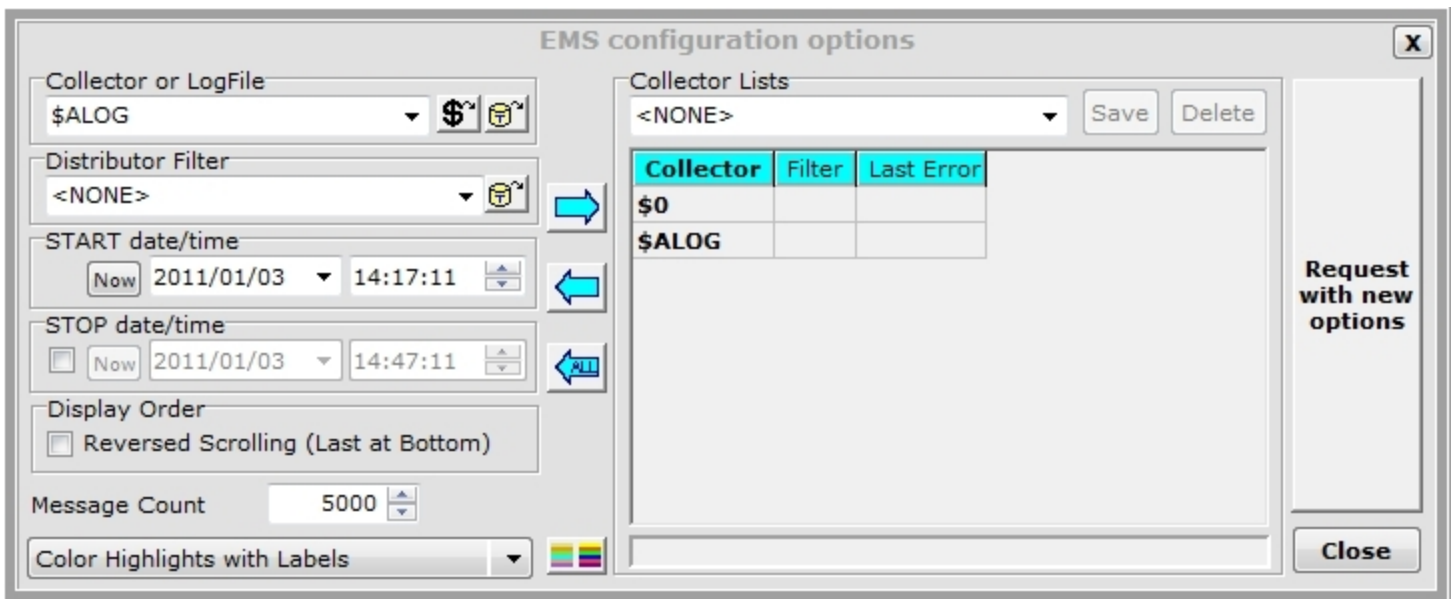 EMS configuration options
X
Collector or LogFile
$ALOG
$
Distributor Filter
<NONE>
START date/time
Now 2011/01/03 14:17:11
STOP date/time
Now 2011/01/03 14:47:11
ALL
Display Order
Reversed Scrolling (Last at Bottom)
Message Count 5000
Color Highlights with Labels
Collector Lists
<NONE>
Save Delete
Collector Filter Last Error
$0
$ALOG
Request
with new
options
Close